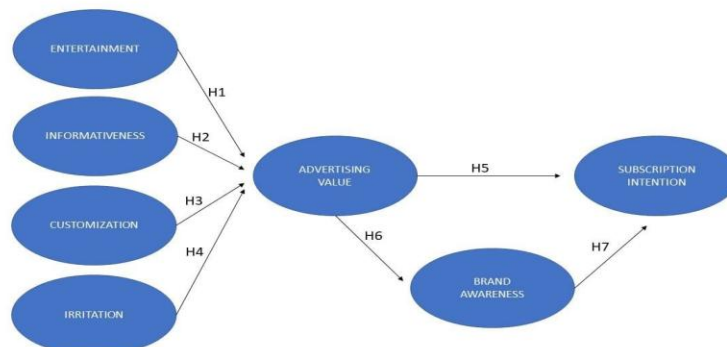 ENTERTAINMENT
H1
INFORMATIVENESS
H2
ADVERTISING
VALUE
H5
SUBSCRIPTION
INTENTION
CUSTOMIZATION
H3
H4
H6
H7
BRAND
AWARENESS
IRRITATION